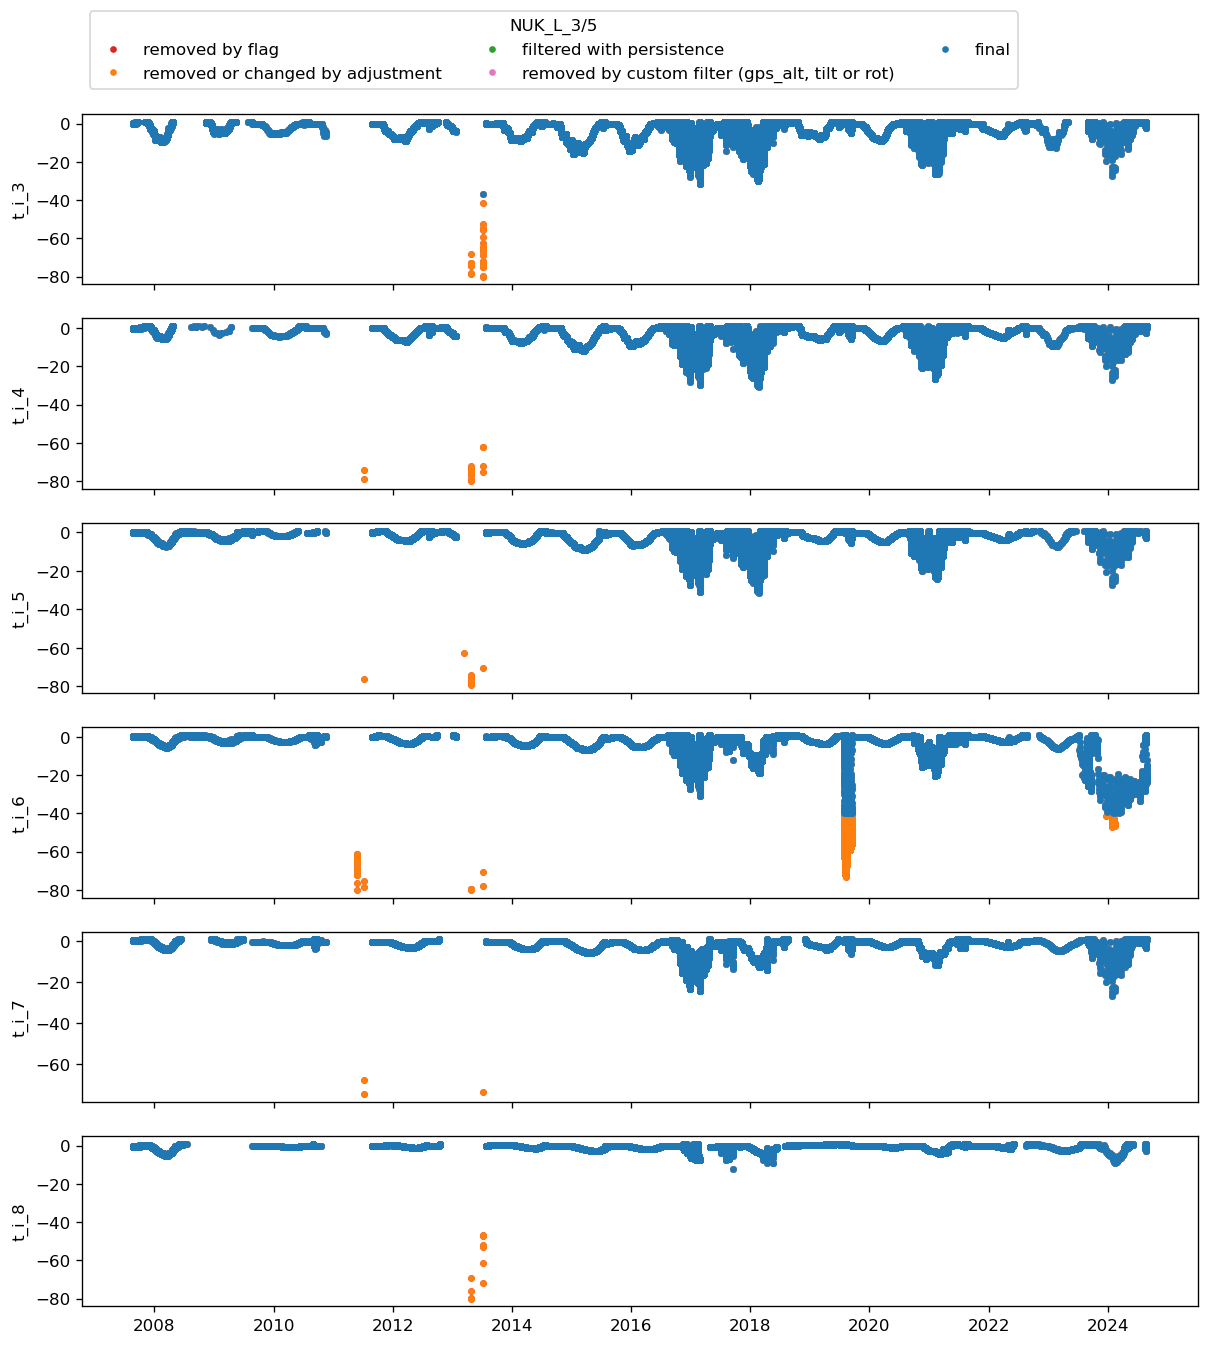 NUK_L_3/5
removed by flag
filtered with persistence
final
removed or changed by adjustment
removed by custom filter (gps_alt, tilt or rot)
t_i_3
0
−20
−40
−60
−80
t_i_4
0
−20
−40
−60
−80
t_i_5
0
−20
−40
−60
−80
t_i_6
0
−20
−40
−60
−80
t_i_7
0
−20
−40
−60
t_i_8
0
−20
−40
−60
−80
2008 2010 2012 2014 2016 2018 2020 2022 2024